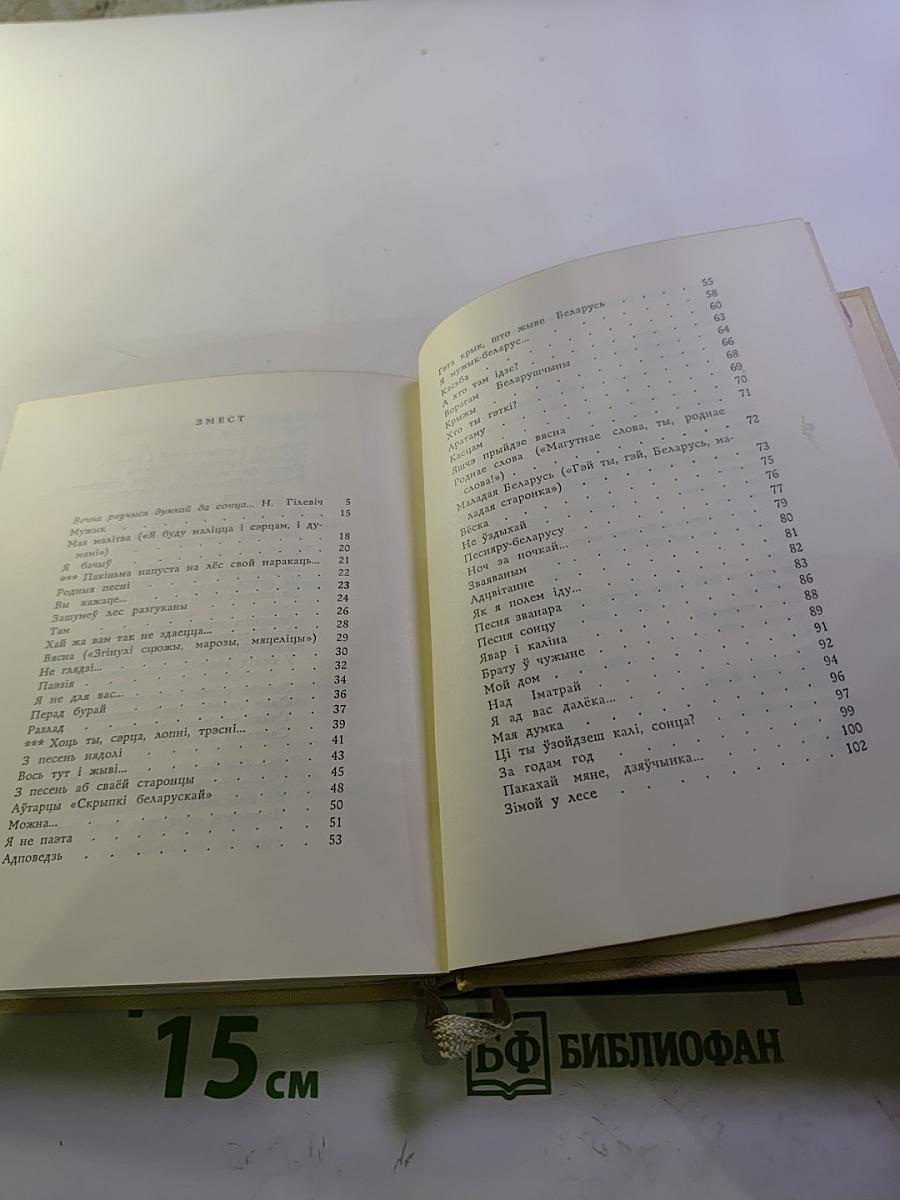 ЗМЕСТ
Вечна рвучыся думкай да сонца... Н. Гілевіч 5
Мужык 15
Мая малітва («Я буду маліцца і сэрцам, і ду-
мамі») 18
Я бачыў 20
*** Пакіньма напуста на лёс свой наракаць... 21
Родныя песні 22
Вы кажаце... 23
Зашумеў лес разгуканы 24
Там 26
Хай жа вам так не здаецца... 28
Вясна («Згінулі сцюжы, марозы, мяцеліцы») 29
Не глядзі... 30
Паэзія 32
Я не для вас... 34
Перад бурай 36
Разлад 37
*** Хоць ты, сэрца, лопні, трэсні... 39
З песень нядолі 41
Вось тут і жыві... 43
З песень аб сваёй старонцы 45
Аўтарцы «Скрыпкі беларускай» 48
Можна... 50
Я не паэта 51
Адповедзь 53
Гэта крык, што жыве Беларусь 55
Я мужык-беларус... 58
Касьба 60
А хто там ідзе? 63
Ворагам Беларушчыны 64
Крыжы 66
Хто ты гэткі? 68
Аратаму 69
Касцам 70
Яшчэ прыйдзе вясна 71
Роднае слова («Магутнае слова, ты, роднае
слова!») 72
Маладая Беларусь («Гэй ты, гэй, Беларусь, ма-
ладая старонка») 73
Вёска 75
Не ўздыхай 76
Песняру-беларусу 77
Ноч за ночкай... 79
Зваяваным 80
Адцвітанне 81
Як я полем іду... 82
Песня званара 83
Песня сонцу 86
Явар і каліна 88
Брату ў чужыне 89
Мой дом 91
Над Іматрай 92
Я ад вас далёка... 94
Мая думка 96
Ці ты ўзойдзеш калі, сонца? 97
За годам год 99
Пакахай мяне, дзяўчынка... 100
Зімой у лесе 102
15 см
БФ БИБЛИОФАН